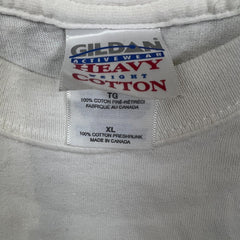 GILDAN
ACTIVEWEAR
HEAVY
WEIGHT
COTTON
TG
100% COTON PRÉ-RÉTRÉCI
FABRIQUÉ AU CANADA
XL
100% COTTON PRESHRUNK
MADE IN CANADA